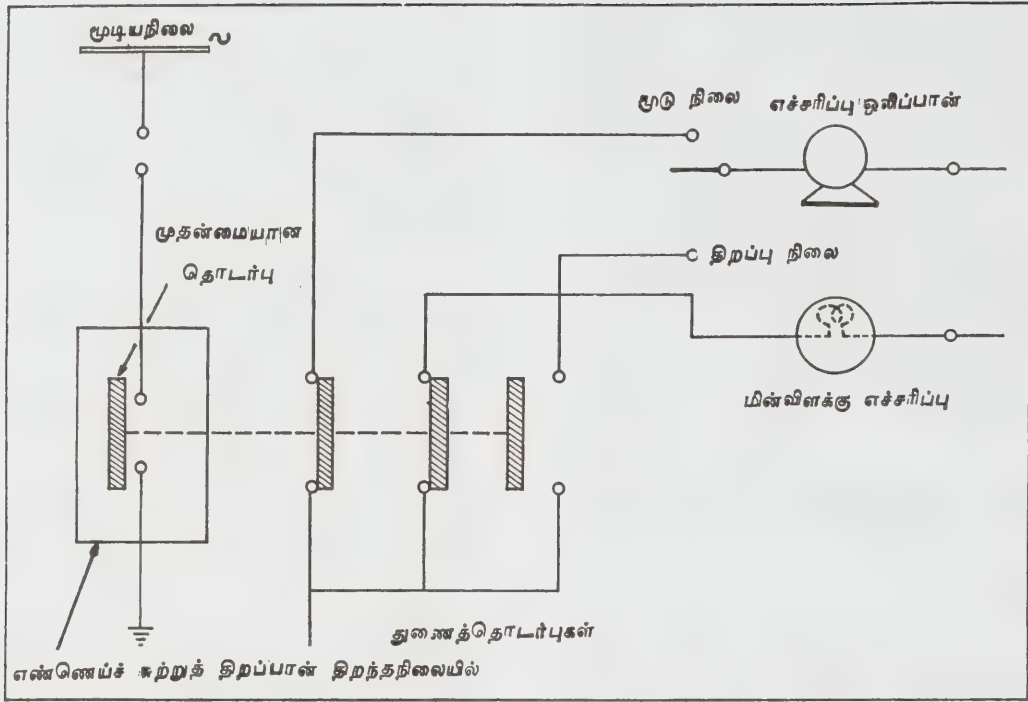 மூடியநிலை ~
மூடு நிலை
எச்சரிப்பு ஒலிப்பான்
முதன்மையான
தொடர்பு
திறப்பு நிலை
மின்விளக்கு எச்சரிப்பு
துணைத்தொடர்புகள்
எண்ணெய்ச் சுற்றுத் திறப்பான் திறந்தநிலையில்